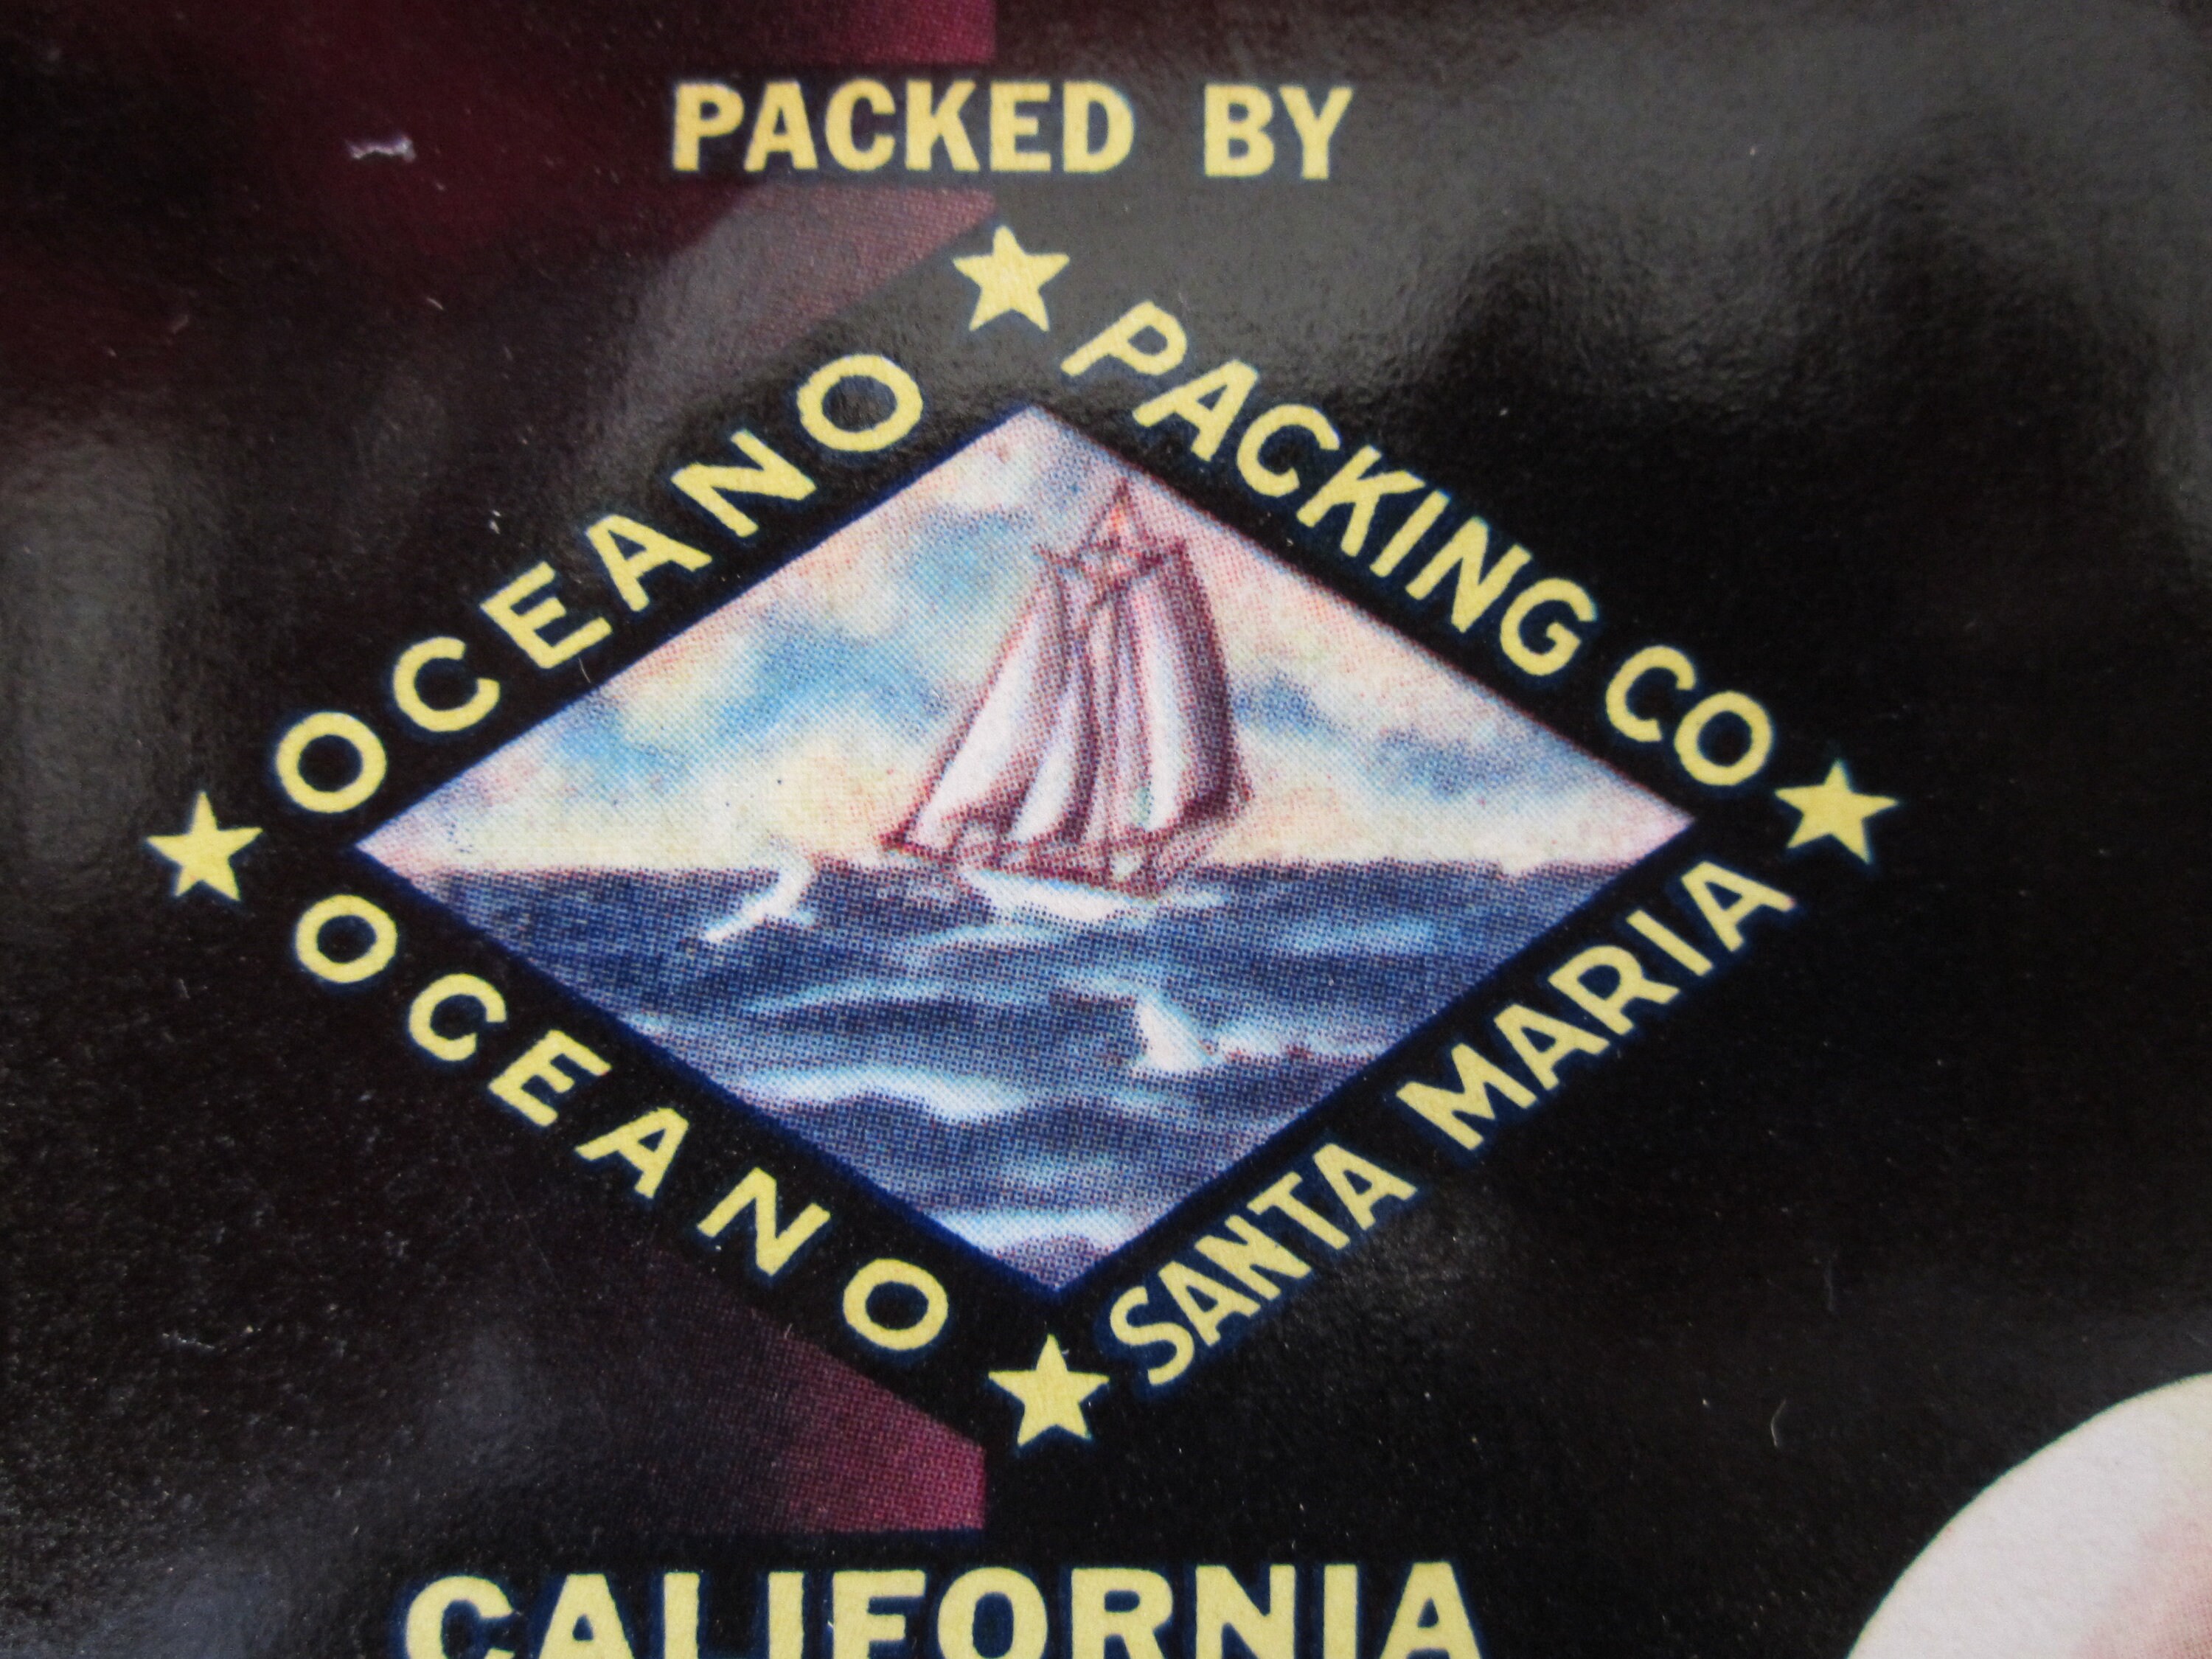 PACKED BY
OCEANO
PACKING CO
OCEANO
SANTA MARIA
CALIFORNIA